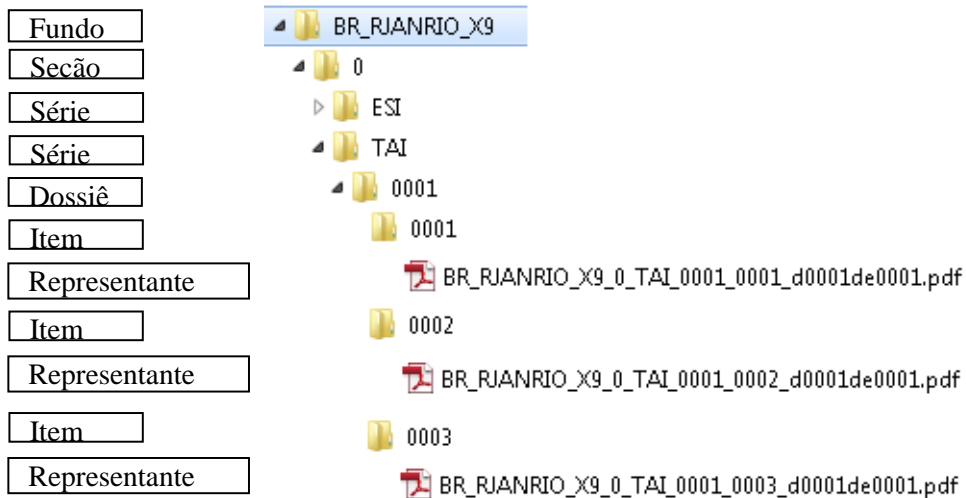 Fundo BR_RJANRIO_X9
Secão 0
Série ESI
Série TAI
Dossiê 0001
Item 0001
Representante BR_RJANRIO_X9_0_TAI_0001_0001_d0001de0001.pdf
Item 0002
Representante BR_RJANRIO_X9_0_TAI_0001_0002_d0001de0001.pdf
Item 0003
Representante BR_RJANRIO_X9_0_TAI_0001_0003_d0001de0001.pdf